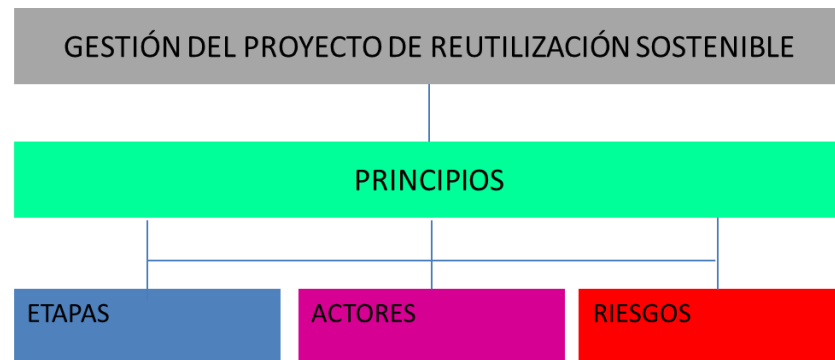 GESTIÓN DEL PROYECTO DE REUTILIZACIÓN SOSTENIBLE
PRINCIPIOS
ETAPAS
ACTORES
RIESGOS